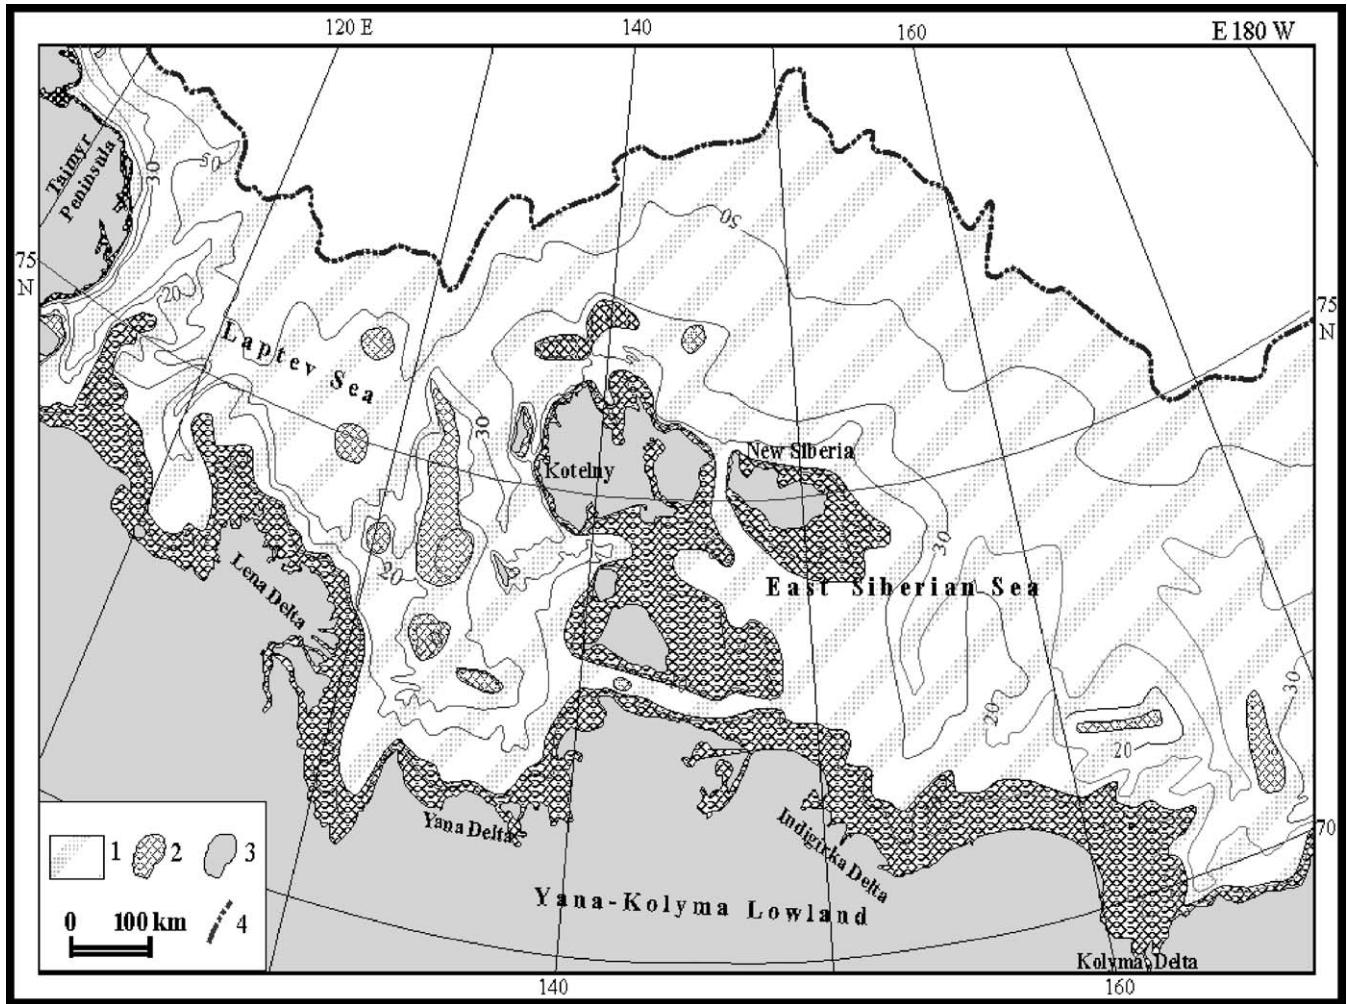 120 E
140
160
E 180 W
Taimyr
Peninsula
30
50
50
75
N
20
75
N
Laptev Sea
30
New Siberia
Kotelny
30
20
East Siberian Sea
Lena Delta
30
20
20
Yana Delta
Indigirka Delta
70
1 2 3
0 100 km 4
Yana-Kolyma Lowland
Kolyma Delta
140
160